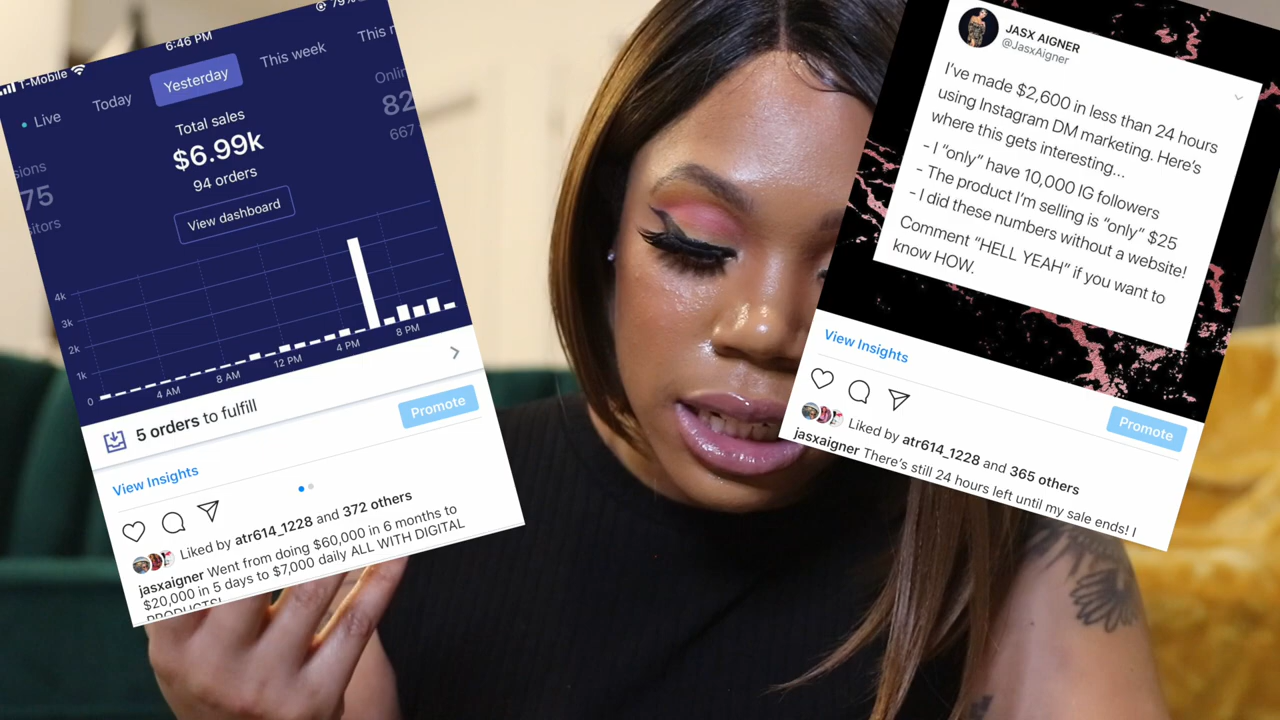 79%
6:46 PM
T-Mobile
Live
Today
Yesterday
This week
Total sales
$6.99k
94 orders
View dashboard
75
82
667
4k
3k
2k
1k
0
4 AM
8 AM
12 PM
4 PM
8 PM
5 orders to fulfill
Promote
View Insights
Liked by atr614_1228 and 372 others
jasxaigner Went from doing $60,000 in 6 months to
$20,000 in 5 days to $7,000 daily ALL WITH DIGITAL
PRODUCTS!
JASX AIGNER
@JasxAigner
I've made $2,600 in less than 24 hours
using Instagram DM marketing. Here's
where this gets interesting...
- I "only" have 10,000 IG followers
- The product I'm selling is "only" $25
- I did these numbers without a website!
Comment "HELL YEAH" if you want to
know HOW.
View Insights
Promote
Liked by atr614_1228 and 365 others
jasxaigner There's still 24 hours left until my sale ends! I